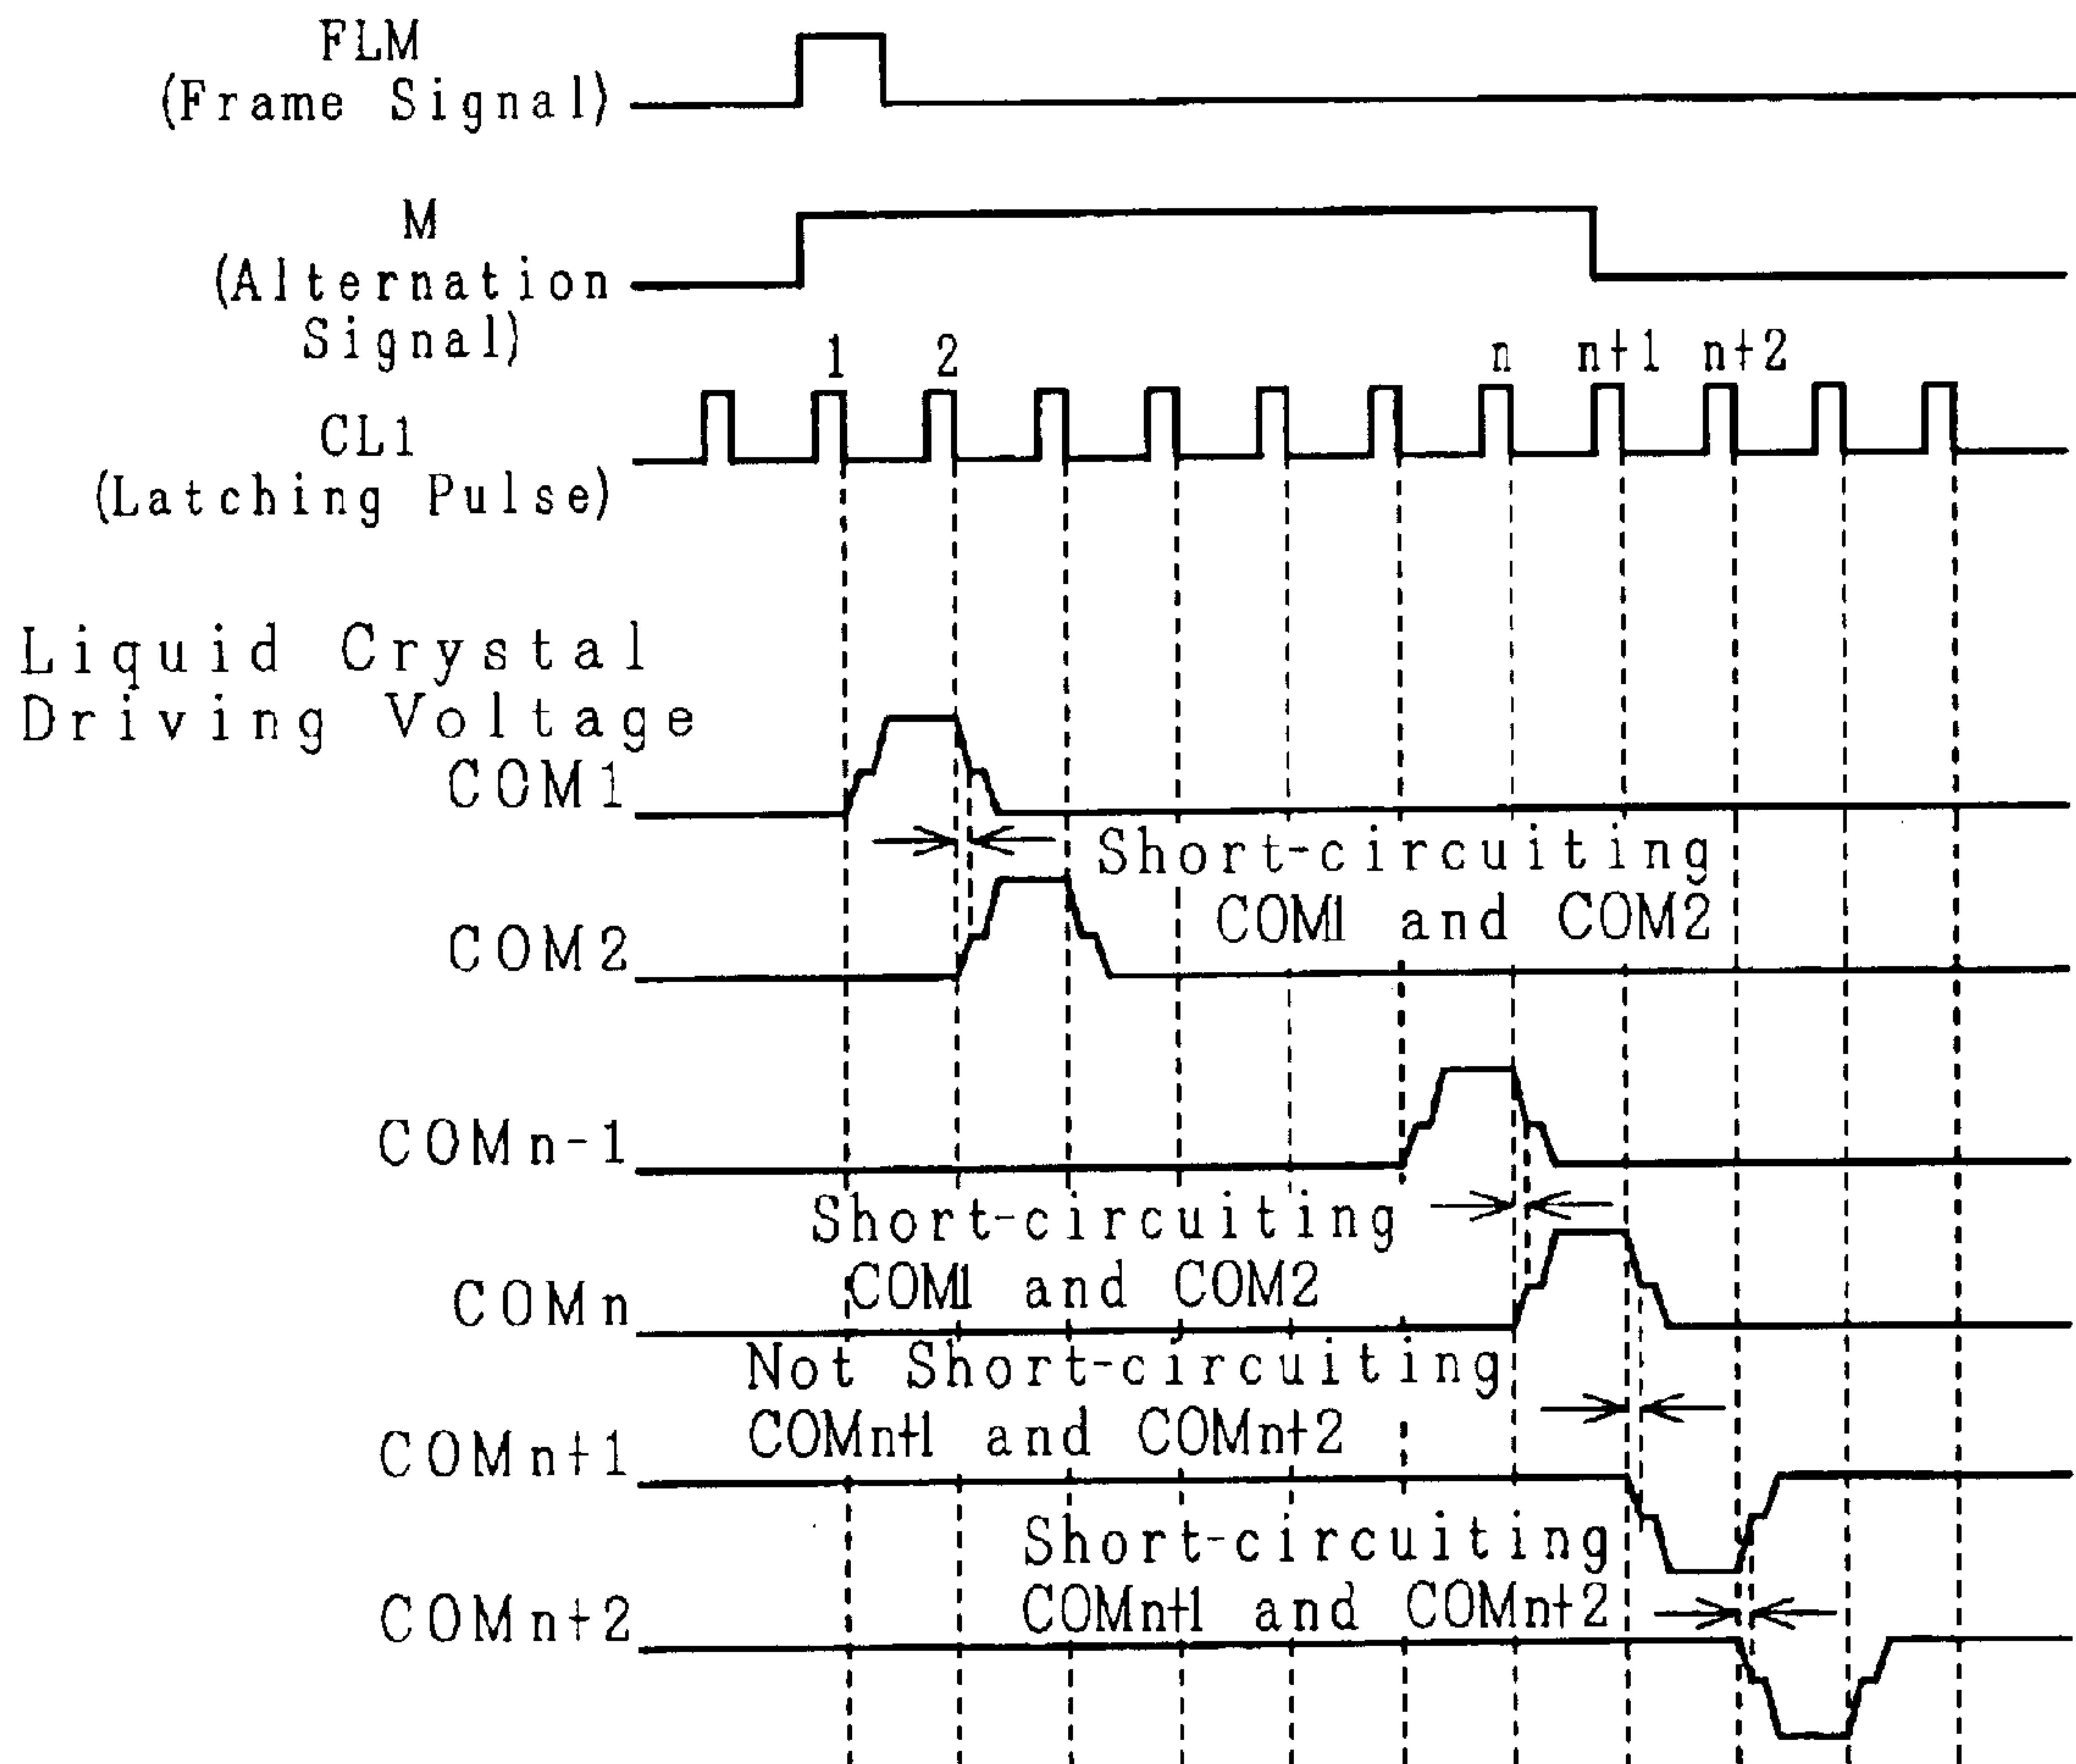 FLM
(Frame Signal)
M
(Alternation
Signal)
1 2 n n+1 n+2
CL1
(Latching Pulse)
Liquid Crystal
Driving Voltage
COM1
Short-circuiting
COM1 and COM2
COM2
COMn-1
Short-circuiting
COM1 and COM2
COMn
Not Short-circuiting
COMn+1 and COMn+2
COMn+1
Short-circuiting
COMn+1 and COMn+2
COMn+2